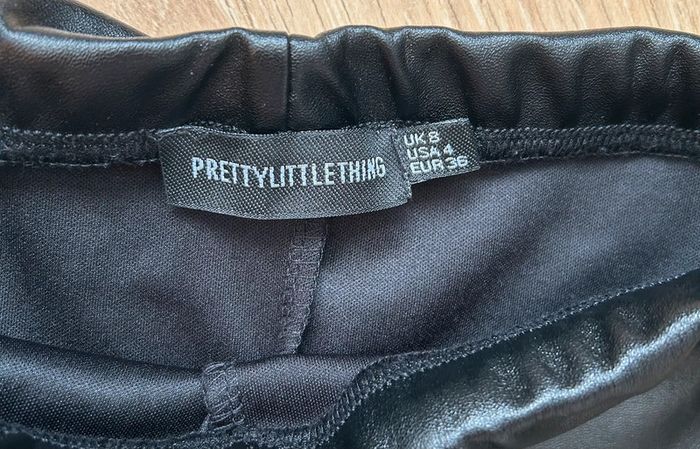 PRETTYLITTLETHING
UK 8
USA 4
EUR 36